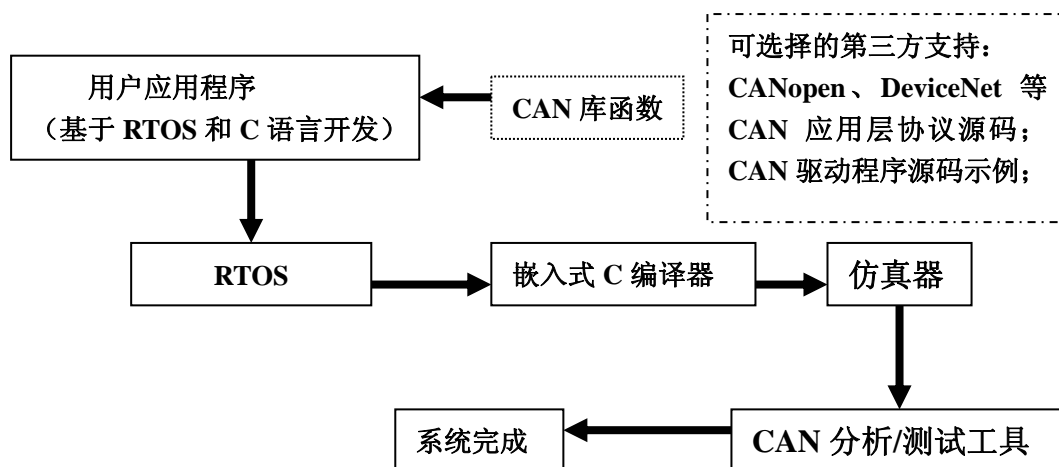 用户应用程序
（基于 RTOS 和 C 语言开发）
CAN 库函数
可选择的第三方支持：
CANopen、DeviceNet 等
CAN 应用层协议源码；
CAN 驱动程序源码示例；
RTOS
嵌入式 C 编译器
仿真器
系统完成
CAN 分析/测试工具